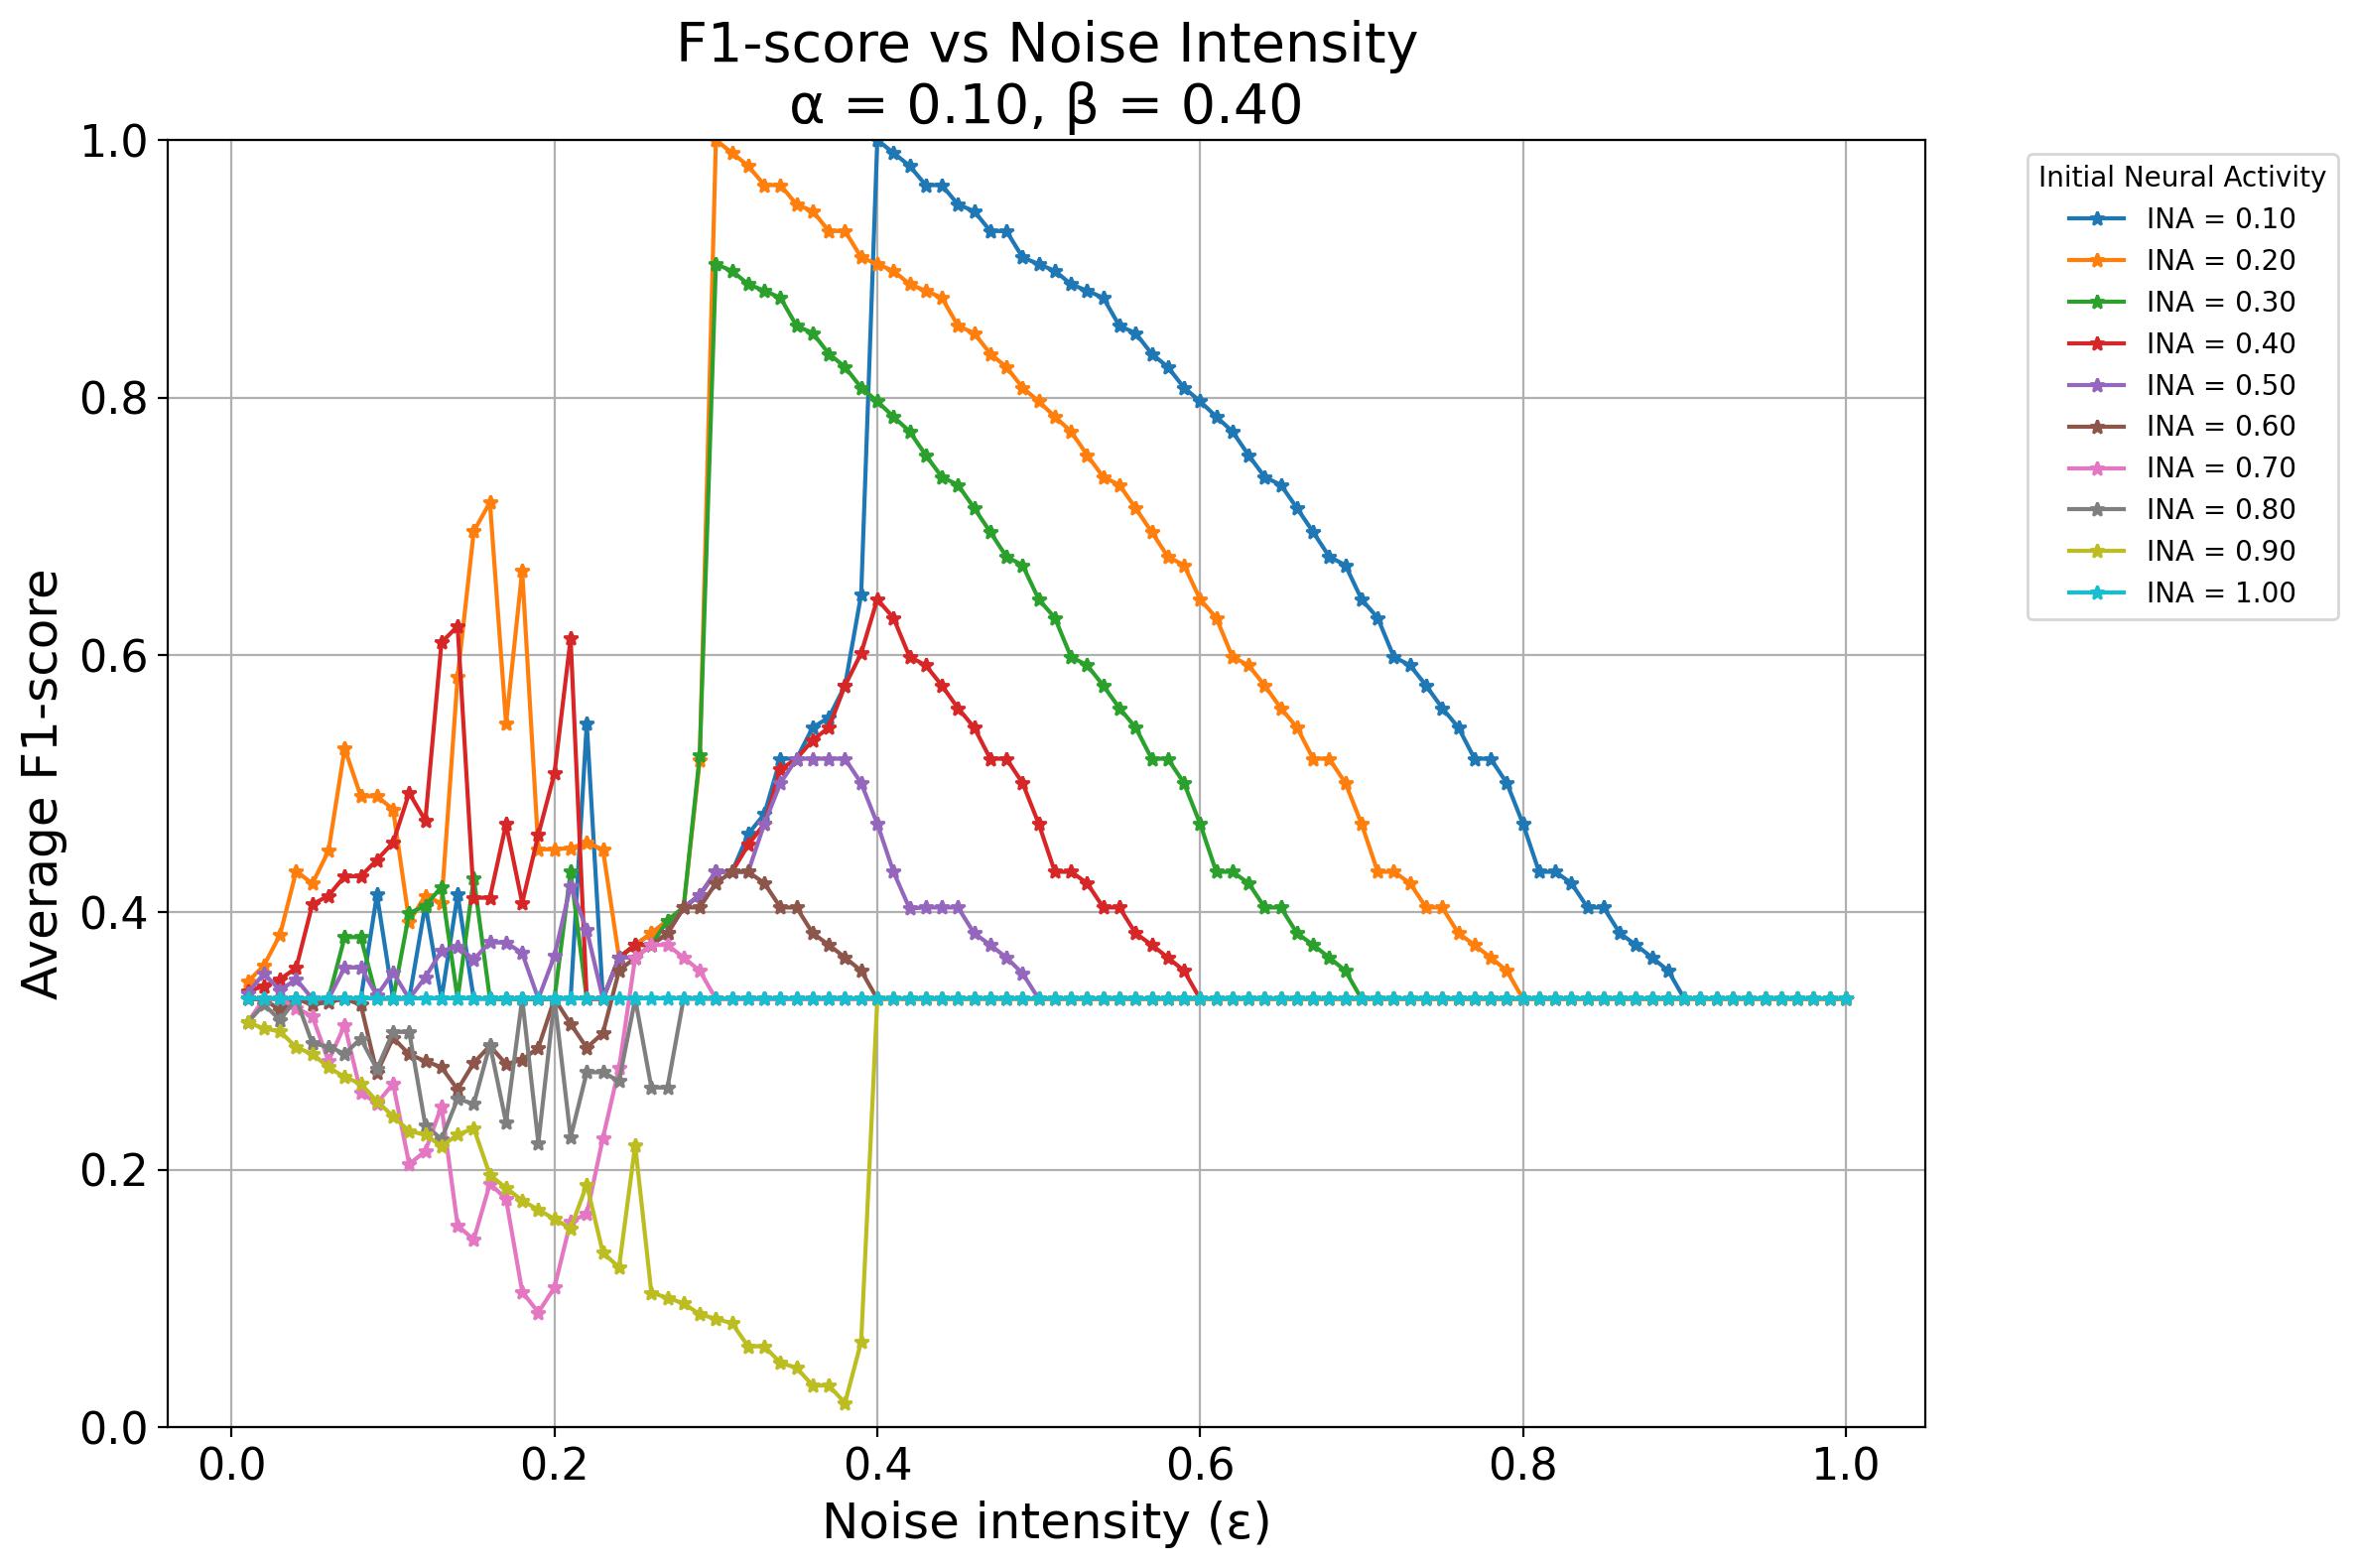 F1-score vs Noise Intensity
α = 0.10, β = 0.40
Average F1-score
1.0
0.8
0.6
0.4
0.2
0.0
0.0 0.2 0.4 0.6 0.8 1.0
Noise intensity (ε)
Initial Neural Activity
INA = 0.10
INA = 0.20
INA = 0.30
INA = 0.40
INA = 0.50
INA = 0.60
INA = 0.70
INA = 0.80
INA = 0.90
INA = 1.00